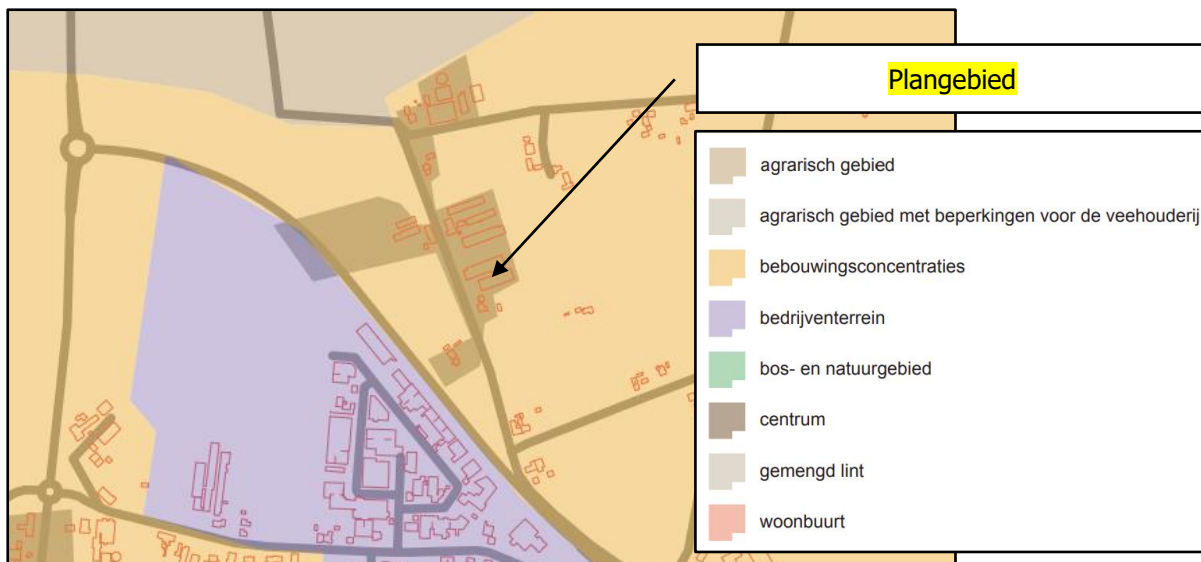 Plangebied
agrarisch gebied
agrarisch gebied met beperkingen voor de veehouderij
bebouwingsconcentraties
bedrijventerrein
bos- en natuurgebied
centrum
gemengd lint
woonbuurt